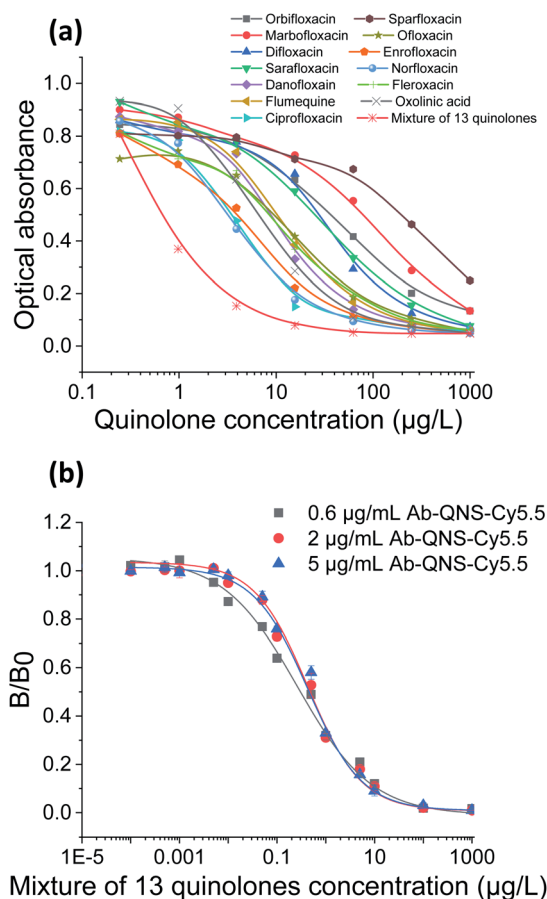 (a)
Orbifloxacin Sparfloxacin
Marbofloxacin Ofloxacin
Difloxacin Enrofloxacin
Sarafloxacin Norfloxacin
Danofloxain Fleroxacin
Flumequine Oxolinic acid
Ciprofloxacin Mixture of 13 quinolones
1.0
0.8
0.6
0.4
0.2
0.0
Optical absorbance
0.1 1 10 100 1000
Quinolone concentration (µg/L)
(b)
0.6 µg/mL Ab-QNS-Cy5.5
2 µg/mL Ab-QNS-Cy5.5
5 µg/mL Ab-QNS-Cy5.5
1.2
1.0
0.8
0.6
0.4
0.2
0.0
B/B0
1E-5 0.001 0.1 10 1000
Mixture of 13 quinolones concentration (µg/L)